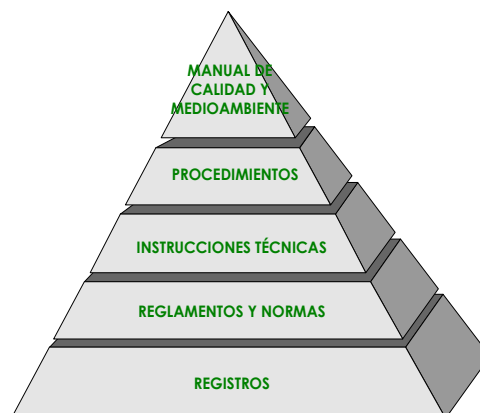 MANUAL DE
CALIDAD Y
MEDIOAMBIENTE
PROCEDIMIENTOS
INSTRUCCIONES TÉCNICAS
REGLAMENTOS Y NORMAS
REGISTROS